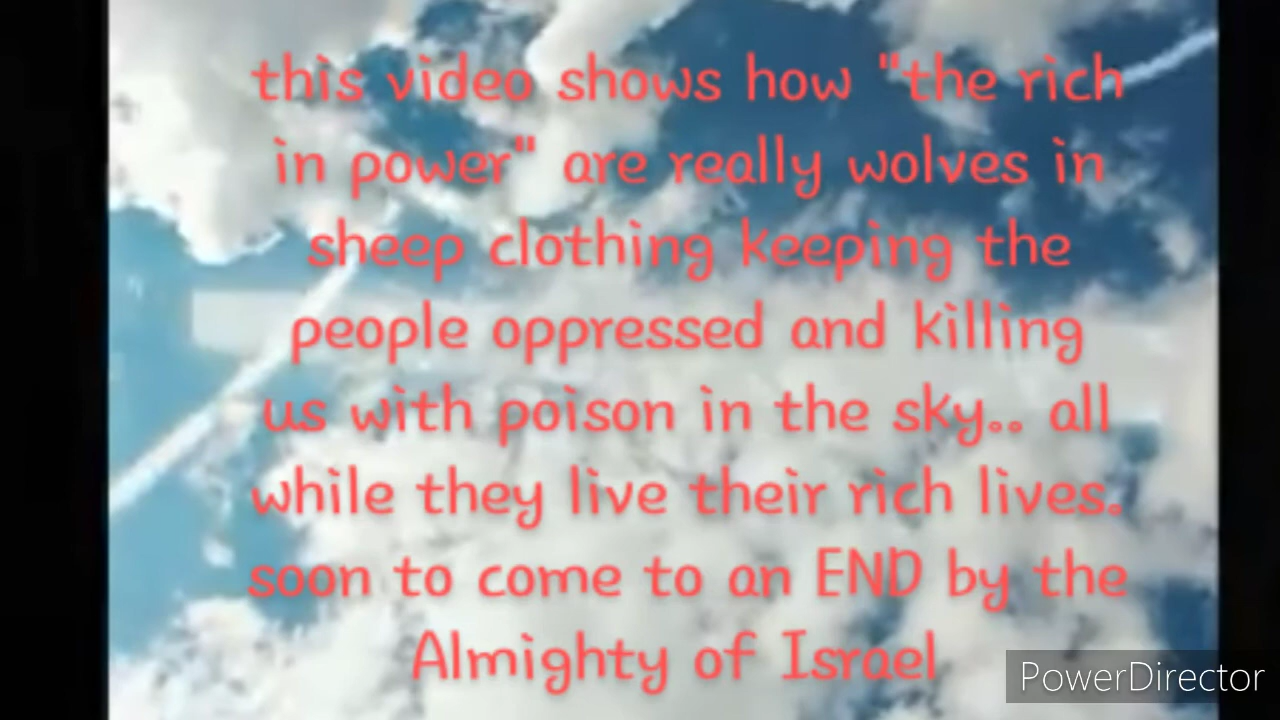 this video shows how "the rich
in power" are really wolves in
sheep clothing keeping the
people oppressed and killing
us with poison in the sky.. all
while they live their rich lives.
soon to come to an END by the
Almighty of Israel
PowerDirector